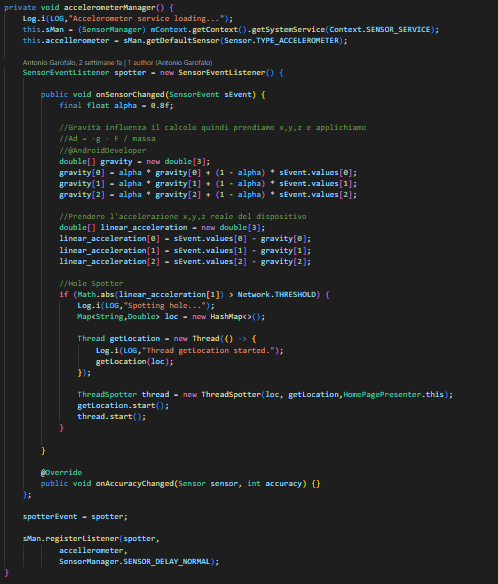 private void accelerometerManager() {
Log.i(LOG,"Accelerometer service loading...");
this.sMan = (SensorManager) mContext.getContext().getSystemService(Context.SENSOR_SERVICE);
this.accellerometer = sMan.getDefaultSensor(Sensor.TYPE_ACCELEROMETER);
Antonio Garofalo, 2 settimane fa | 1 author (Antonio Garofalo)
SensorEventListener spotter = new SensorEventListener() {
public void onSensorChanged(SensorEvent sEvent) {
final float alpha = 0.8f;
//Gravità influenza il calcolo quindi prendiamo x,y,z e applichiamo
//Ad = -g - F / massa
//@AndroidDeveloper
double[] gravity = new double[3];
gravity[0] = alpha * gravity[0] + (1 - alpha) * sEvent.values[0];
gravity[1] = alpha * gravity[1] + (1 - alpha) * sEvent.values[1];
gravity[2] = alpha * gravity[2] + (1 - alpha) * sEvent.values[2];
//Prendere l'accelerazione x,y,z reale del dispositivo
double[] linear_acceleration = new double[3];
linear_acceleration[0] = sEvent.values[0] - gravity[0];
linear_acceleration[1] = sEvent.values[1] - gravity[1];
linear_acceleration[2] = sEvent.values[2] - gravity[2];
//Hole Spotter
if (Math.abs(linear_acceleration[1]) > Network.THRESHOLD) {
Log.i(LOG,"Spotting hole...");
Map<String,Double> loc = new HashMap<>();
Thread getLocation = new Thread(() -> {
Log.i(LOG,"Thread getLocation started.");
getLocation(loc);
});
ThreadSpotter thread = new ThreadSpotter(loc, getLocation,HomePagePresenter.this);
getLocation.start();
thread.start();
}
}
@Override
public void onAccuracyChanged(Sensor sensor, int accuracy) {}
};
spotterEvent = spotter;
sMan.registerListener(spotter,
accellerometer,
SensorManager.SENSOR_DELAY_NORMAL);
}